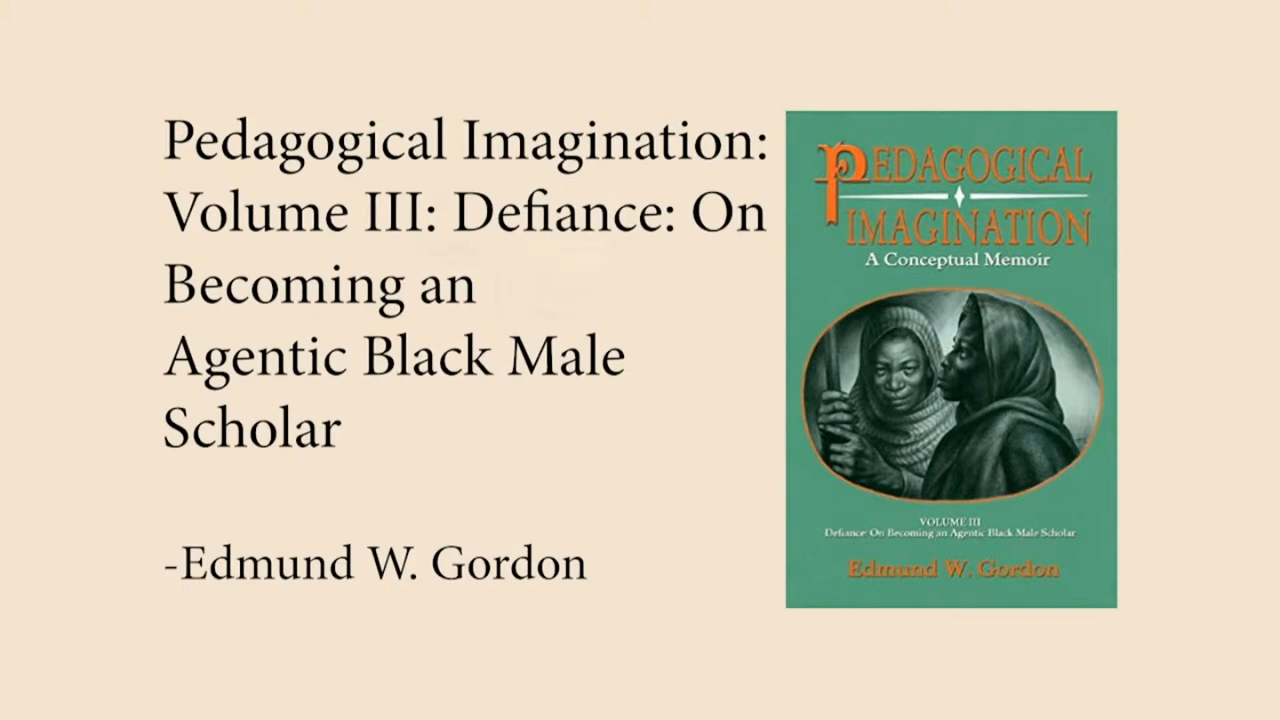 Pedagogical Imagination:
Volume III: Defiance: On
Becoming an
Agentic Black Male
Scholar
-Edmund W. Gordon
PEDAGOGICAL
IMAGINATION
A Conceptual Memoir
VOLUME III
Defiance: On Becoming an Agentic Black Male Scholar
Edmund W. Gordon